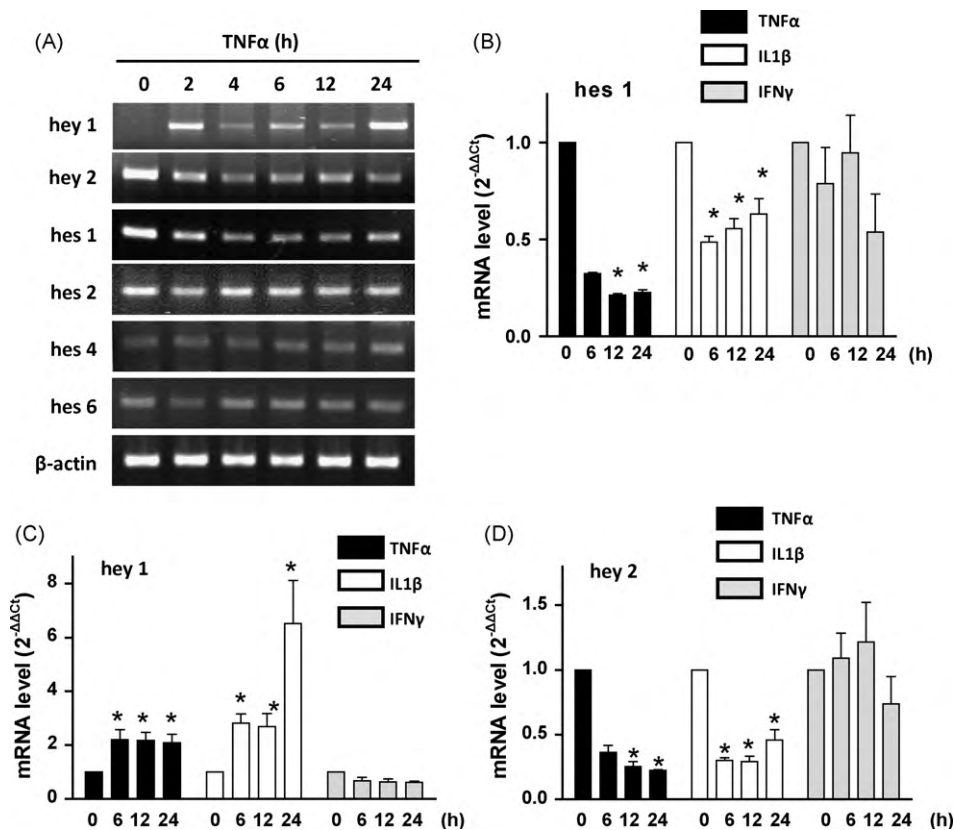 (A)
TNFα (h)
0 2 4 6 12 24
hey 1
hey 2
hes 1
hes 2
hes 4
hes 6
β-actin
(B)
TNFα
IL1β
IFNγ
hes 1
mRNA level (2-ΔΔCt)
1.0
0.5
0.0
* * * * *
0 6 12 24 0 6 12 24 0 6 12 24 (h)
(C)
hey 1
TNFα
IL1β
IFNγ
mRNA level (2-ΔΔCt)
8
6
4
2
0
* * * * * *
0 6 12 24 0 6 12 24 0 6 12 24 (h)
(D)
hey 2
TNFα
IL1β
IFNγ
mRNA level (2-ΔΔCt)
1.5
1.0
0.5
0.0
* * * * *
0 6 12 24 0 6 12 24 0 6 12 24 (h)